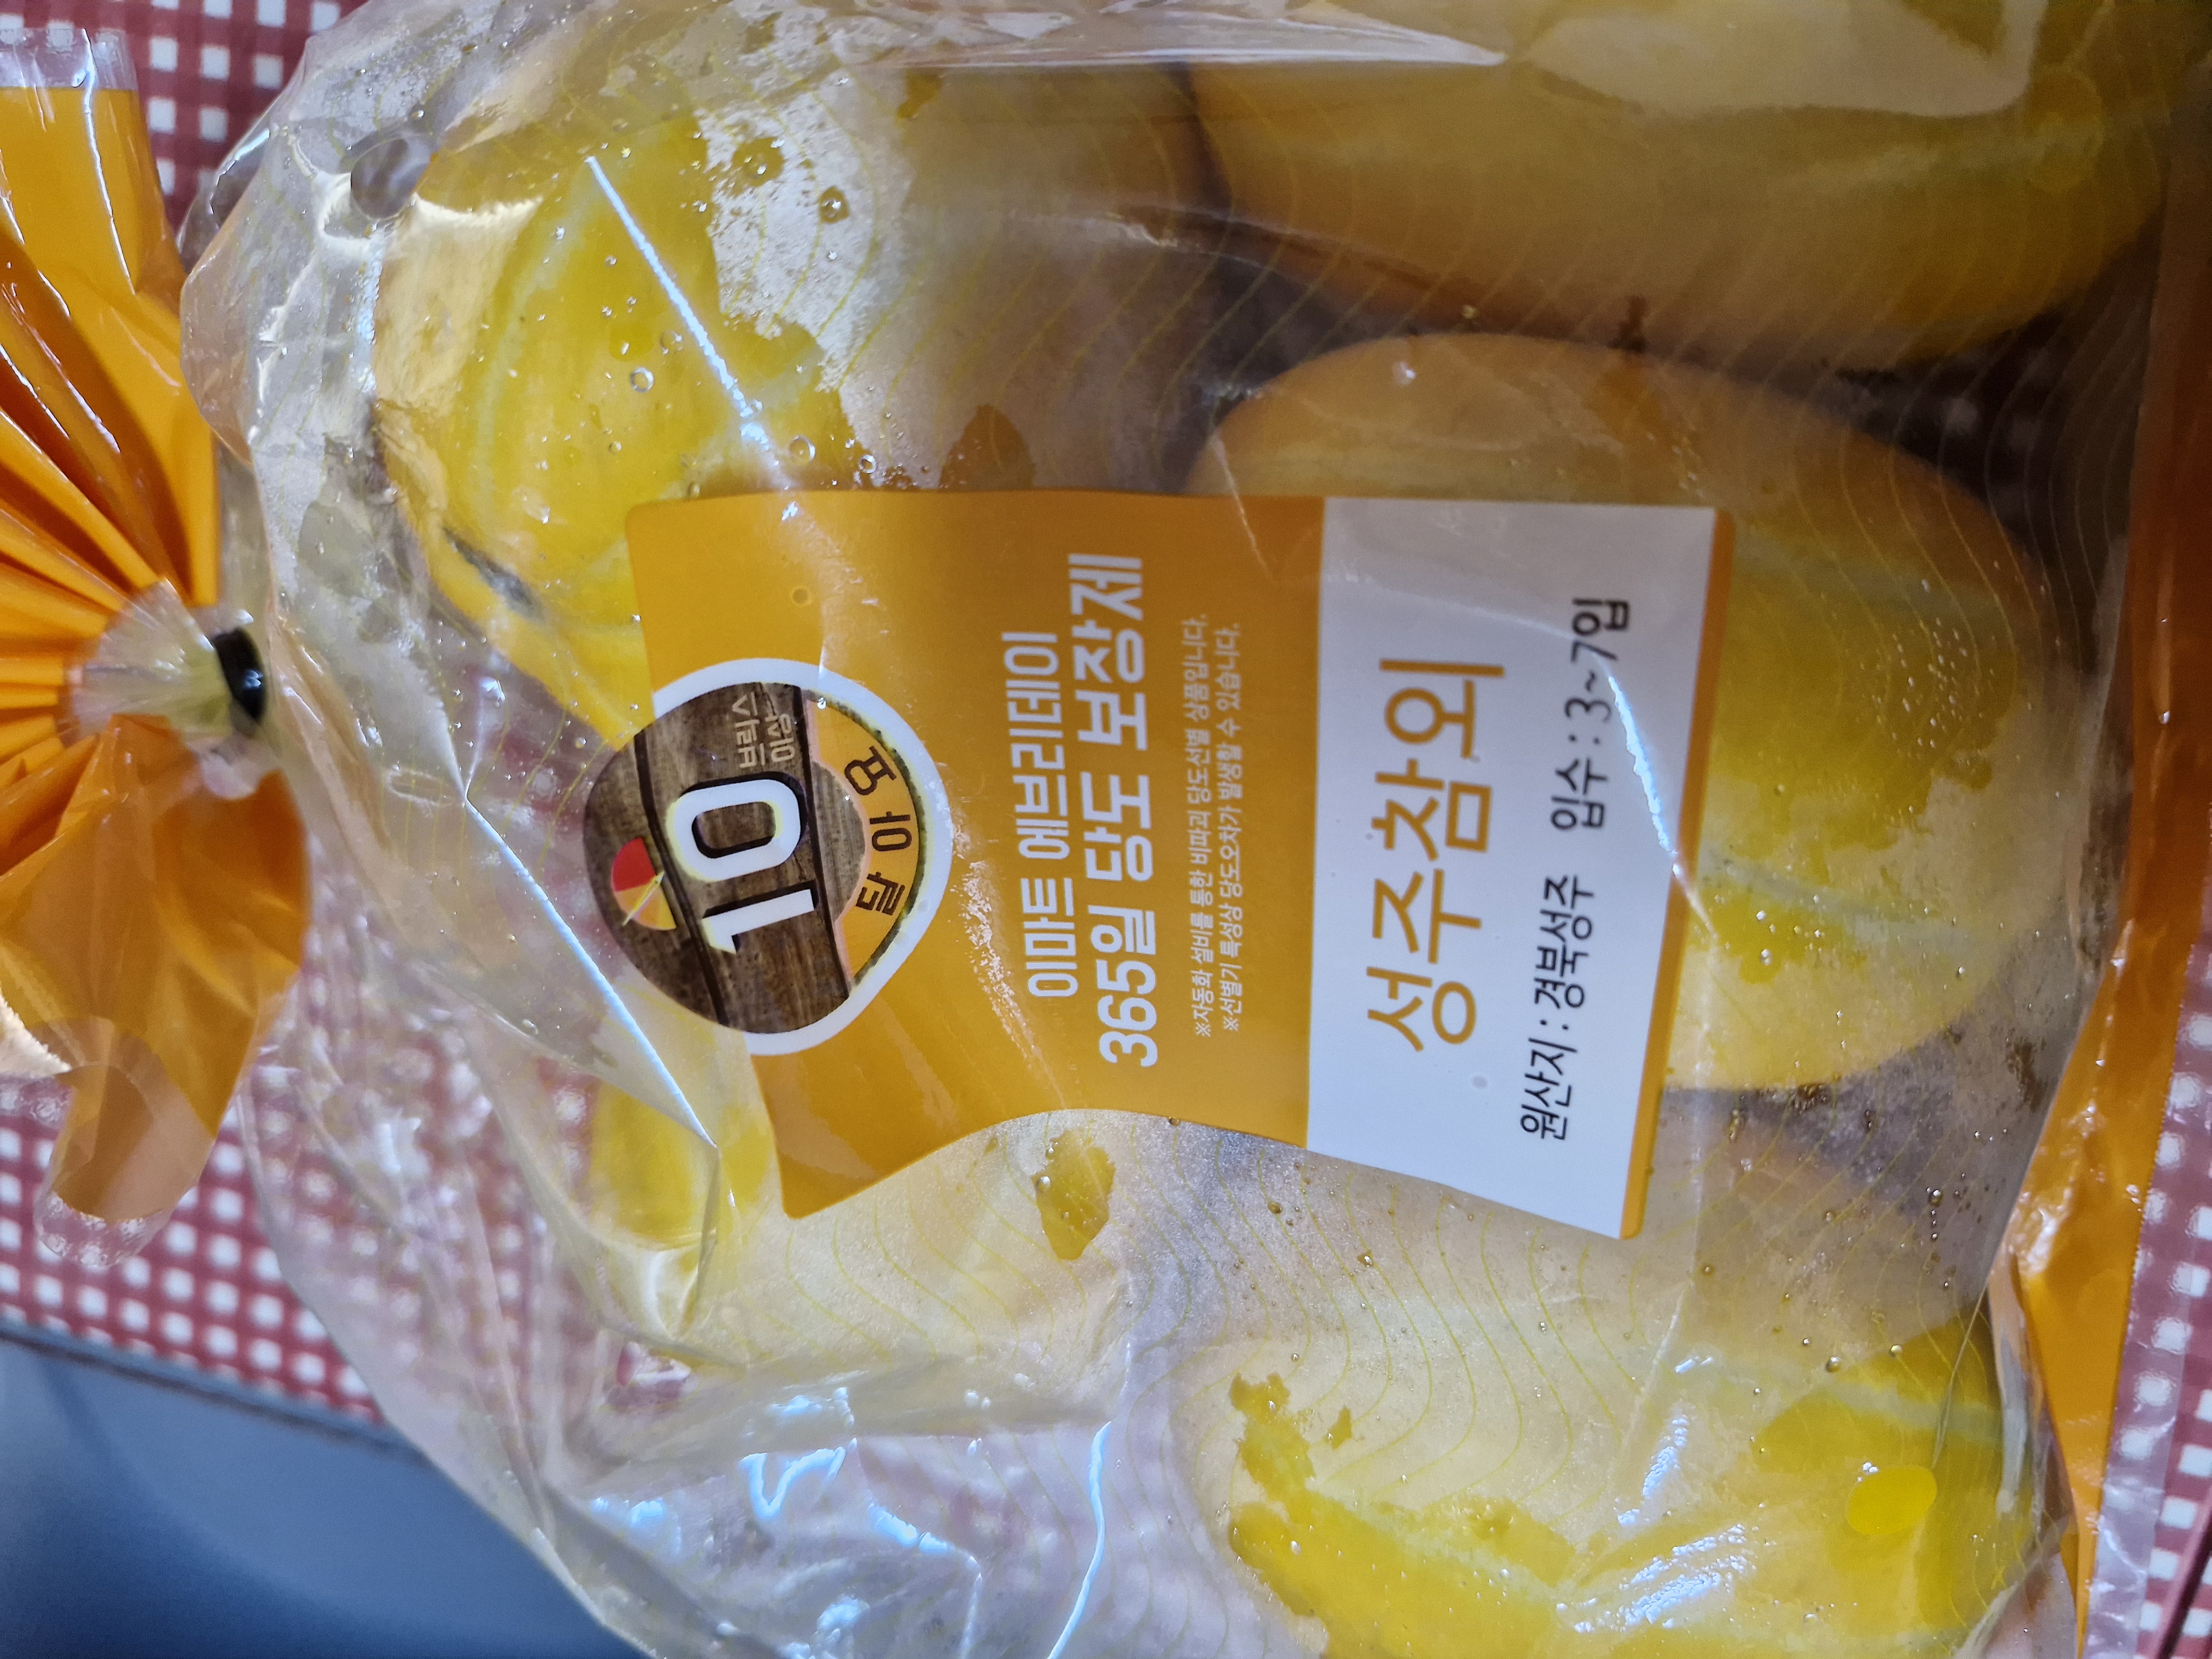 10 브릭스
이상
달아요
이마트 에브리데이
365일 당도 보장제
※자동화 설비를 통한 비파괴 당도선별 상품입니다.
※선별기 특성상 당도오차가 발생할 수 있습니다.
성주참외
원산지 : 경북성주 입수 : 3~7입